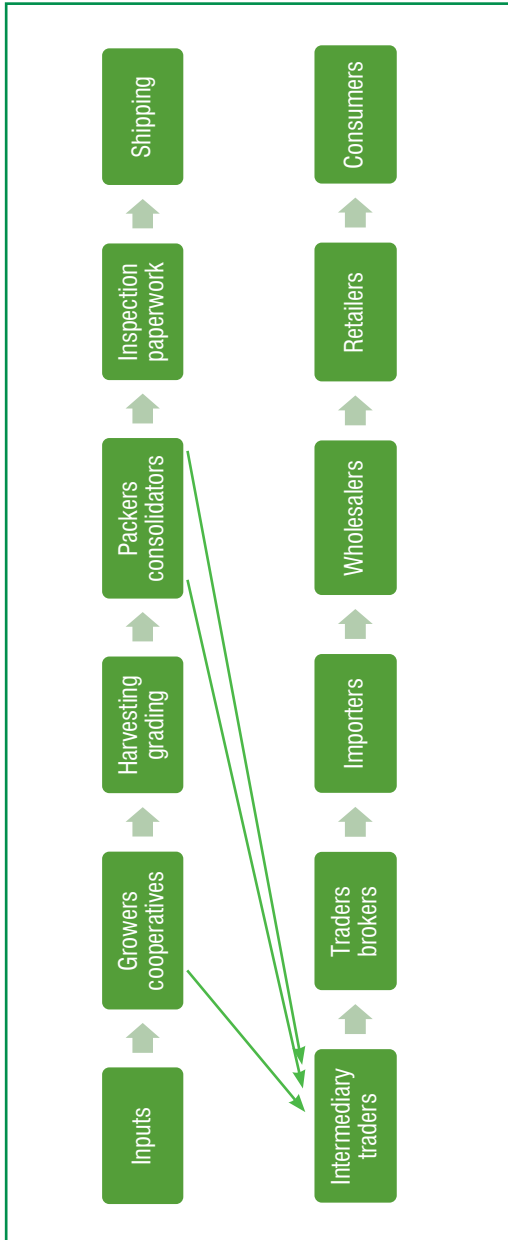 Inputs
Growers
cooperatives
Harvesting
grading
Packers
consolidators
Inspection
paperwork
Shipping
Intermediary
traders
Traders
brokers
Importers
Wholesalers
Retailers
Consumers